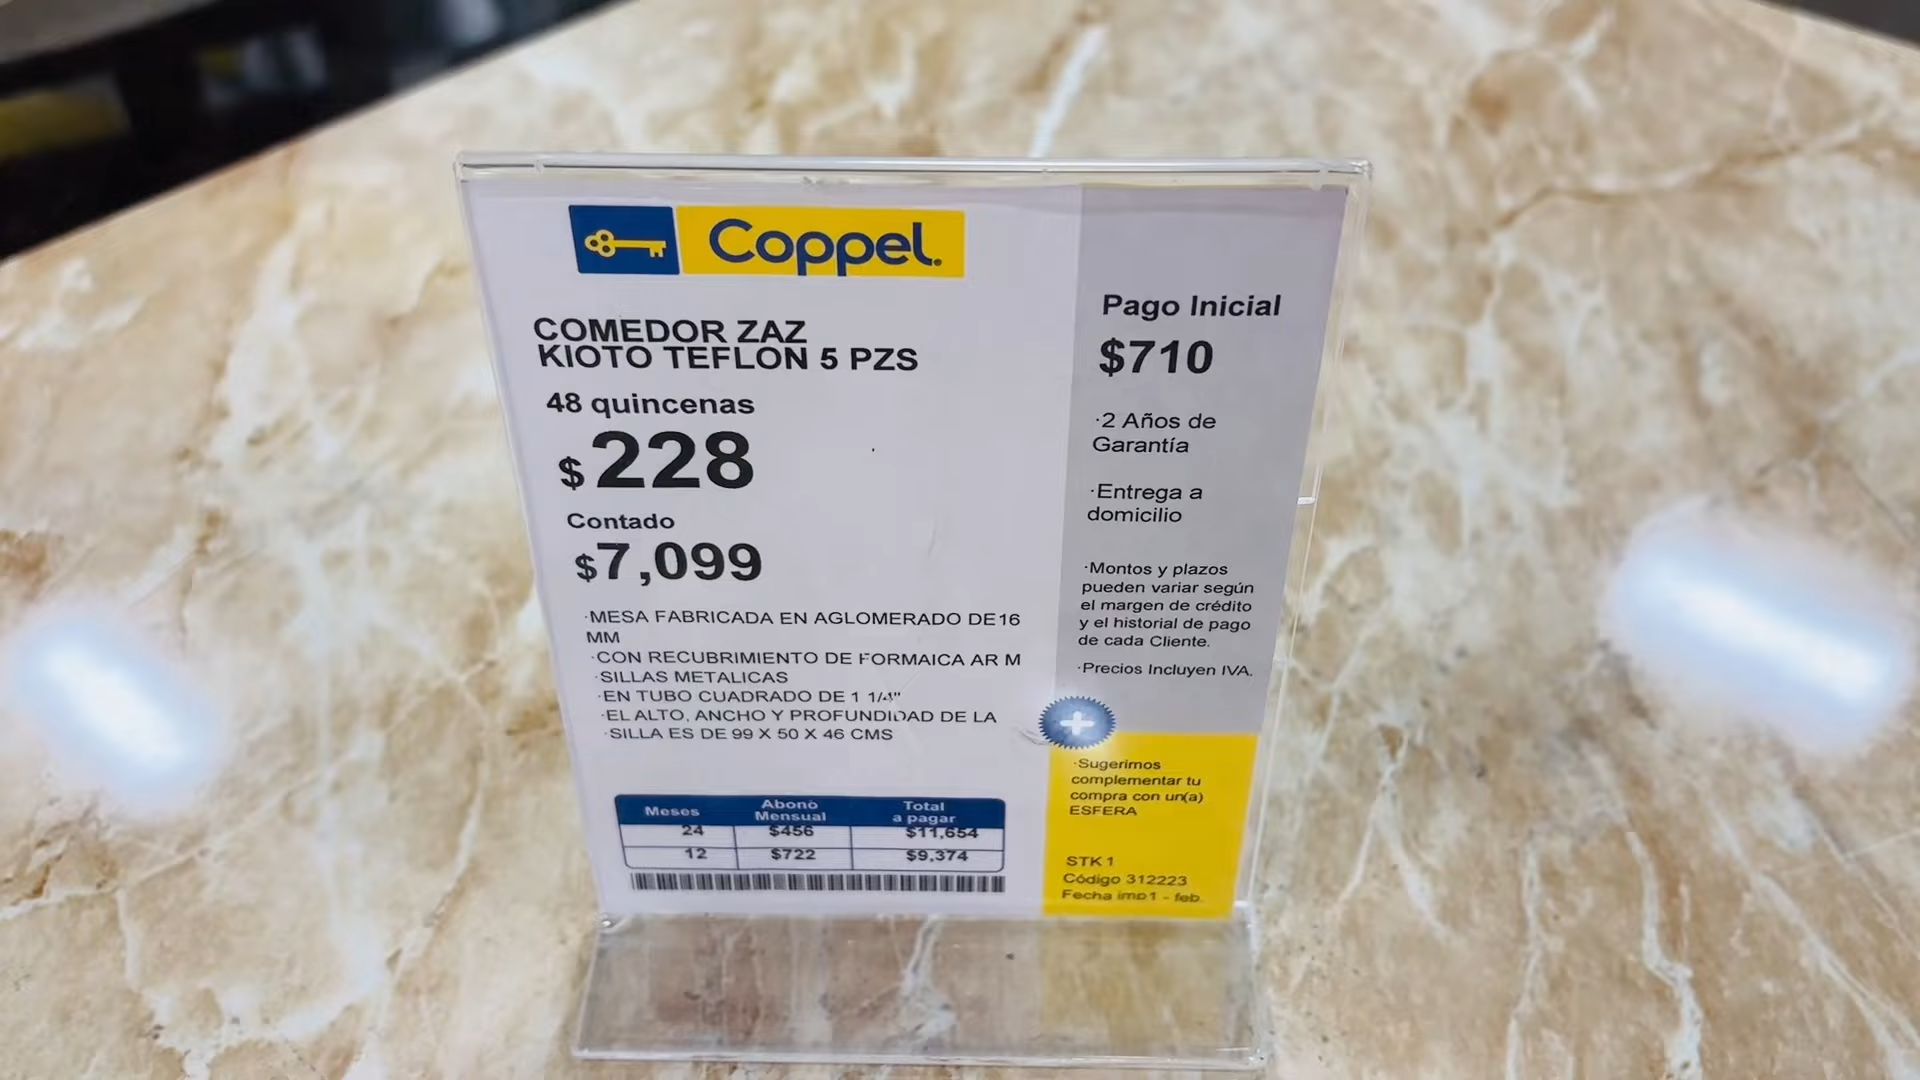 Coppel.
COMEDOR ZAZ
KIOTO TEFLON 5 PZS
48 quincenas
$228
Contado
$7,099
·MESA FABRICADA EN AGLOMERADO DE16
MM
·CON RECUBRIMIENTO DE FORMAICA AR M
·SILLAS METALICAS
·EN TUBO CUADRADO DE 1 1/4"
·EL ALTO, ANCHO Y PROFUNDIDAD DE LA
·SILLA ES DE 99 X 50 X 46 CMS
Meses Abono Mensual Total a pagar
24 $456 $11,654
12 $722 $9,374
Pago Inicial
$710
·2 Años de
Garantía
·Entrega a
domicilio
·Montos y plazos
pueden variar según
el margen de crédito
y el historial de pago
de cada Cliente.
·Precios Incluyen IVA.
·Sugerimos
complementar tu
compra con un(a)
ESFERA
STK 1
Código 312223
Fecha imp1 - feb.